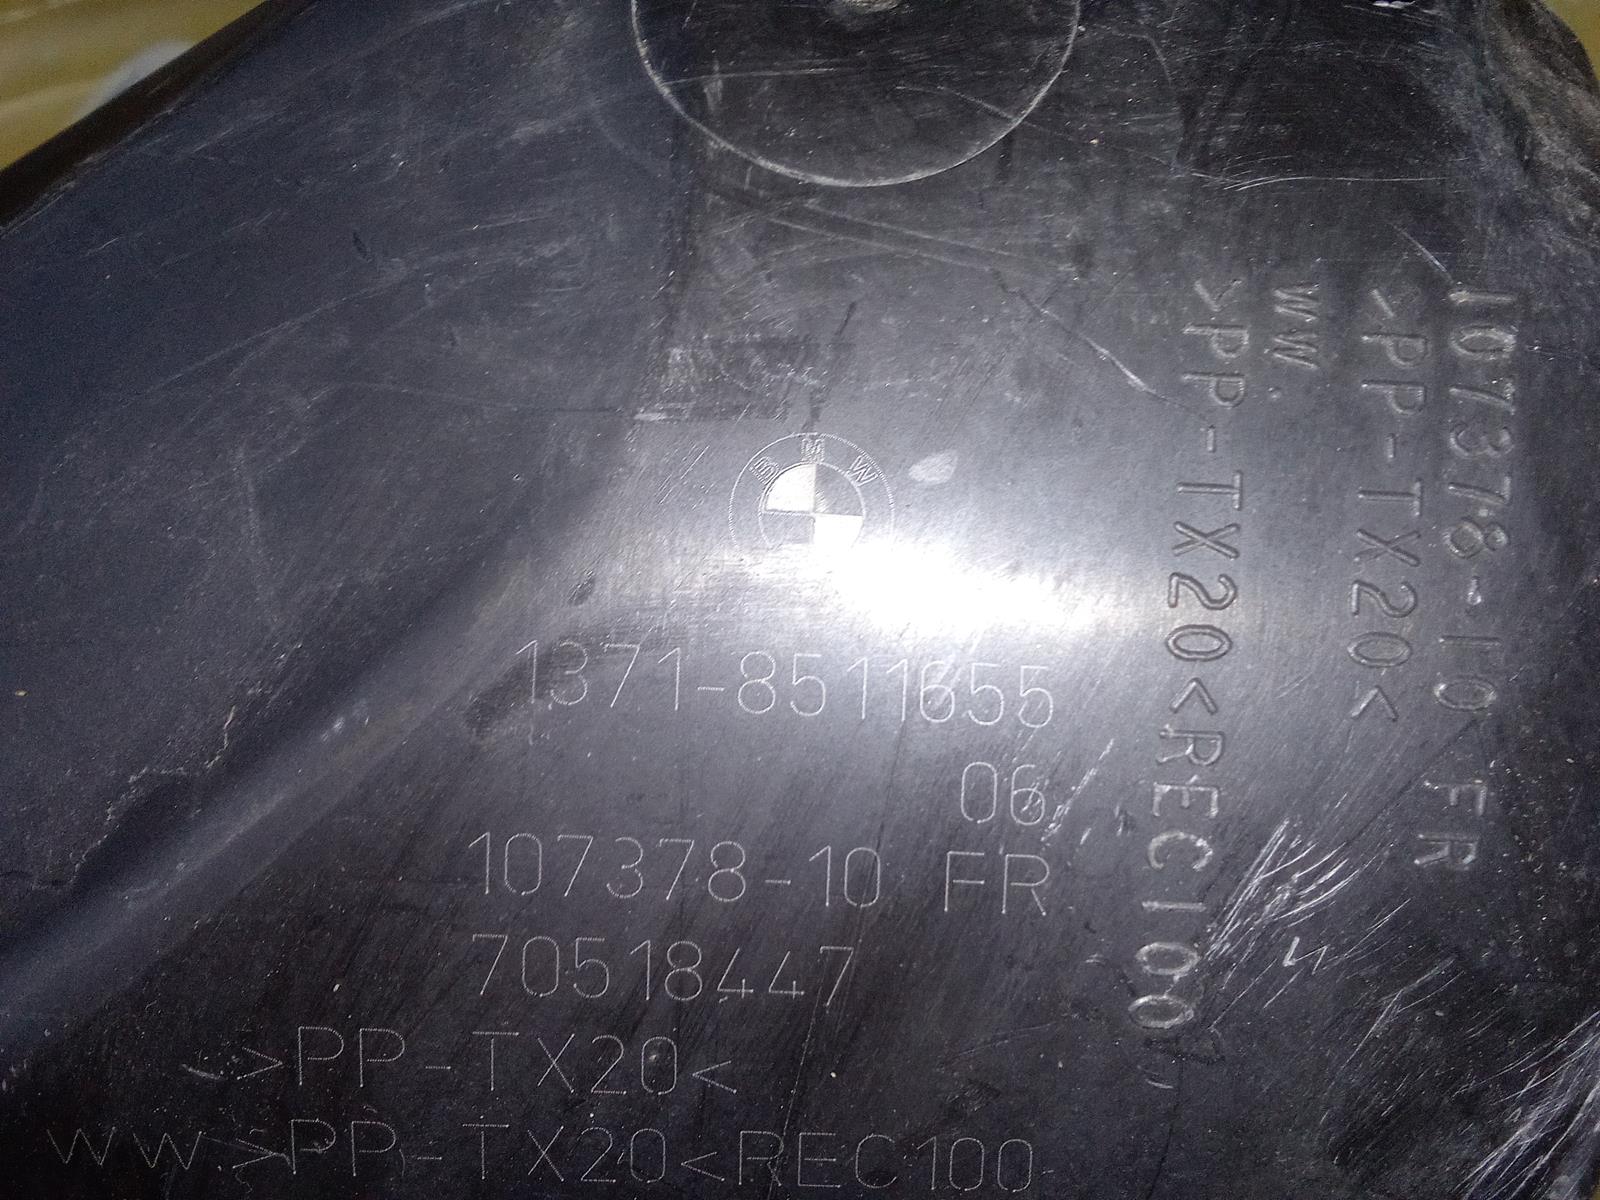 BMW
1371-8511655
06
107378-10 FR
70518447
>PP-TX20<
WW >PP-TX20<REC100
107378-10 FR
>PP-TX20<
WW.
>PP-TX20<REC100